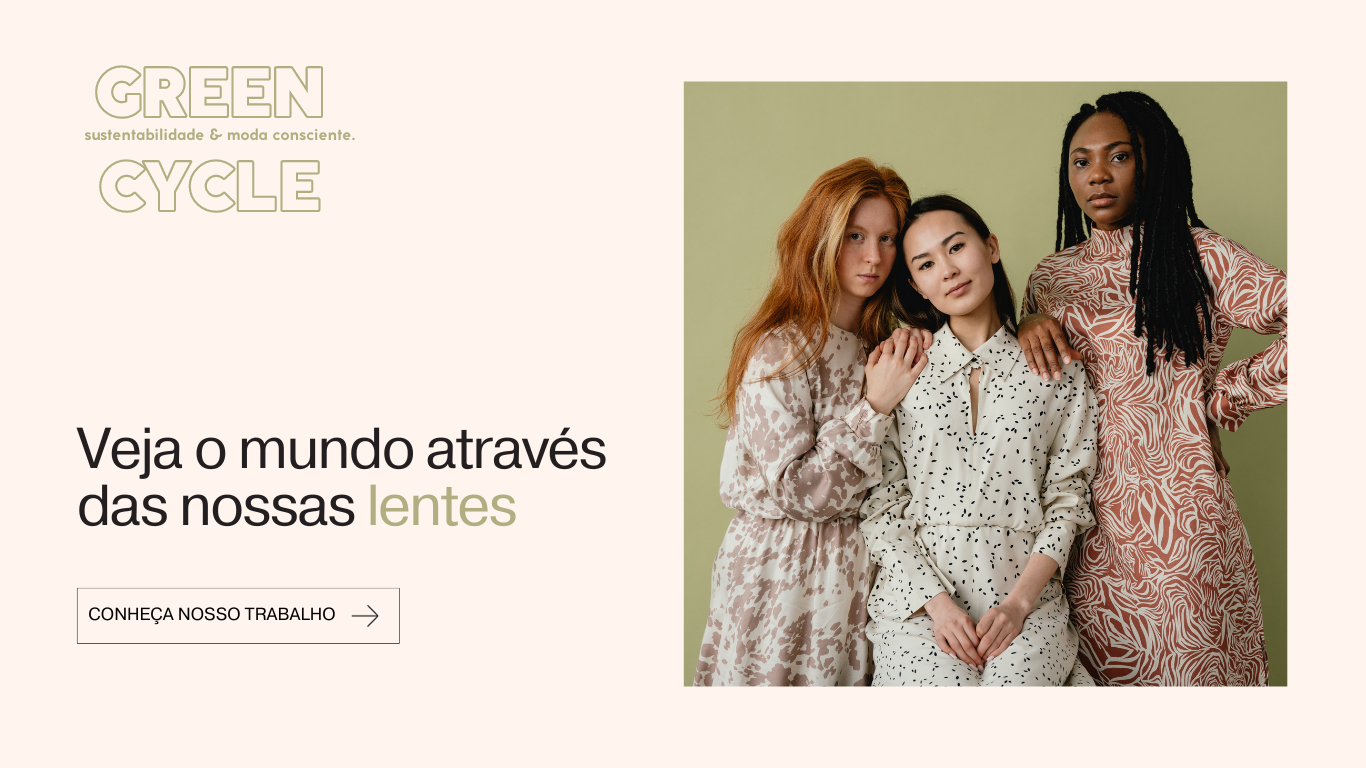 GREEN
sustentabilidade & moda consciente.
CYCLE
Veja o mundo através
das nossas lentes
CONHEÇA NOSSO TRABALHO